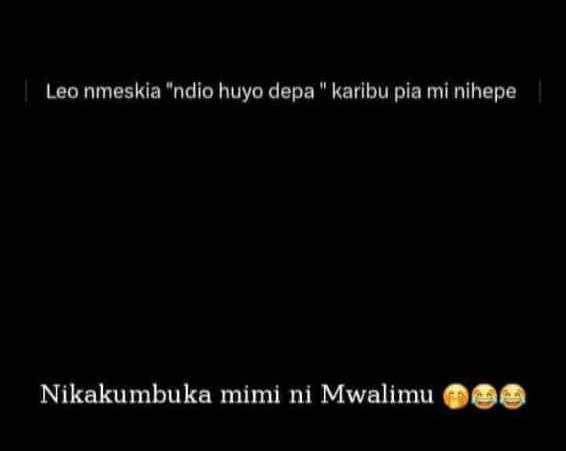 Leo nmeskia "ndio huyo depa " karibu pia mi nihepe
Nikakumbuka mimi ni Mwalimu 🤭😂😂